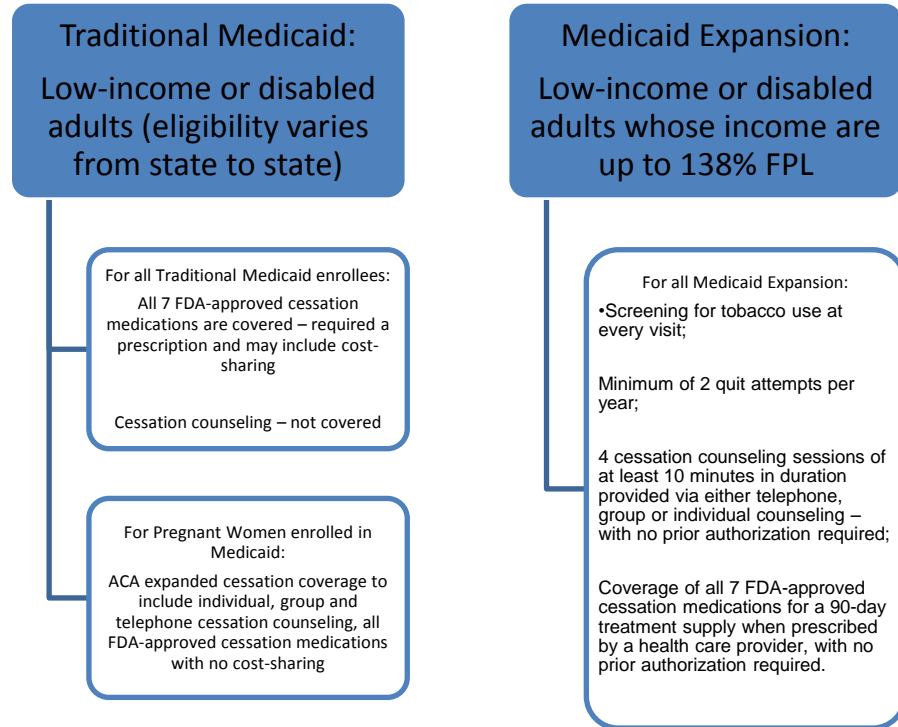 Traditional Medicaid:
Low-income or disabled
adults (eligibility varies
from state to state)
For all Traditional Medicaid enrollees:
All 7 FDA-approved cessation
medications are covered – required a
prescription and may include cost-
sharing
Cessation counseling – not covered
For Pregnant Women enrolled in
Medicaid:
ACA expanded cessation coverage to
include individual, group and
telephone cessation counseling, all
FDA-approved cessation medications
with no cost-sharing
Medicaid Expansion:
Low-income or disabled
adults whose income are
up to 138% FPL
For all Medicaid Expansion:
•Screening for tobacco use at
every visit;
Minimum of 2 quit attempts per
year;
4 cessation counseling sessions of
at least 10 minutes in duration
provided via either telephone,
group or individual counseling –
with no prior authorization required;
Coverage of all 7 FDA-approved
cessation medications for a 90-day
treatment supply when prescribed
by a health care provider, with no
prior authorization required.